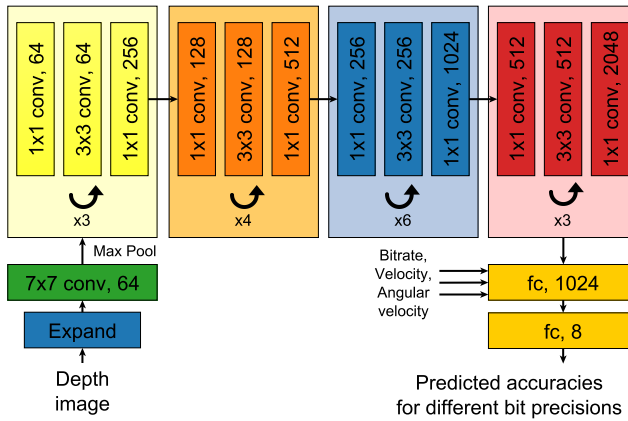 1x1 conv, 64
3x3 conv, 64
1x1 conv, 256
x3
1x1 conv, 128
3x3 conv, 128
1x1 conv, 512
x4
1x1 conv, 256
3x3 conv, 256
1x1 conv, 1024
x6
1x1 conv, 512
3x3 conv, 512
1x1 conv, 2048
x3
Max Pool
7x7 conv, 64
Expand
Depth
image
Bitrate,
Velocity,
Angular
velocity
fc, 1024
fc, 8
Predicted accuracies
for different bit precisions